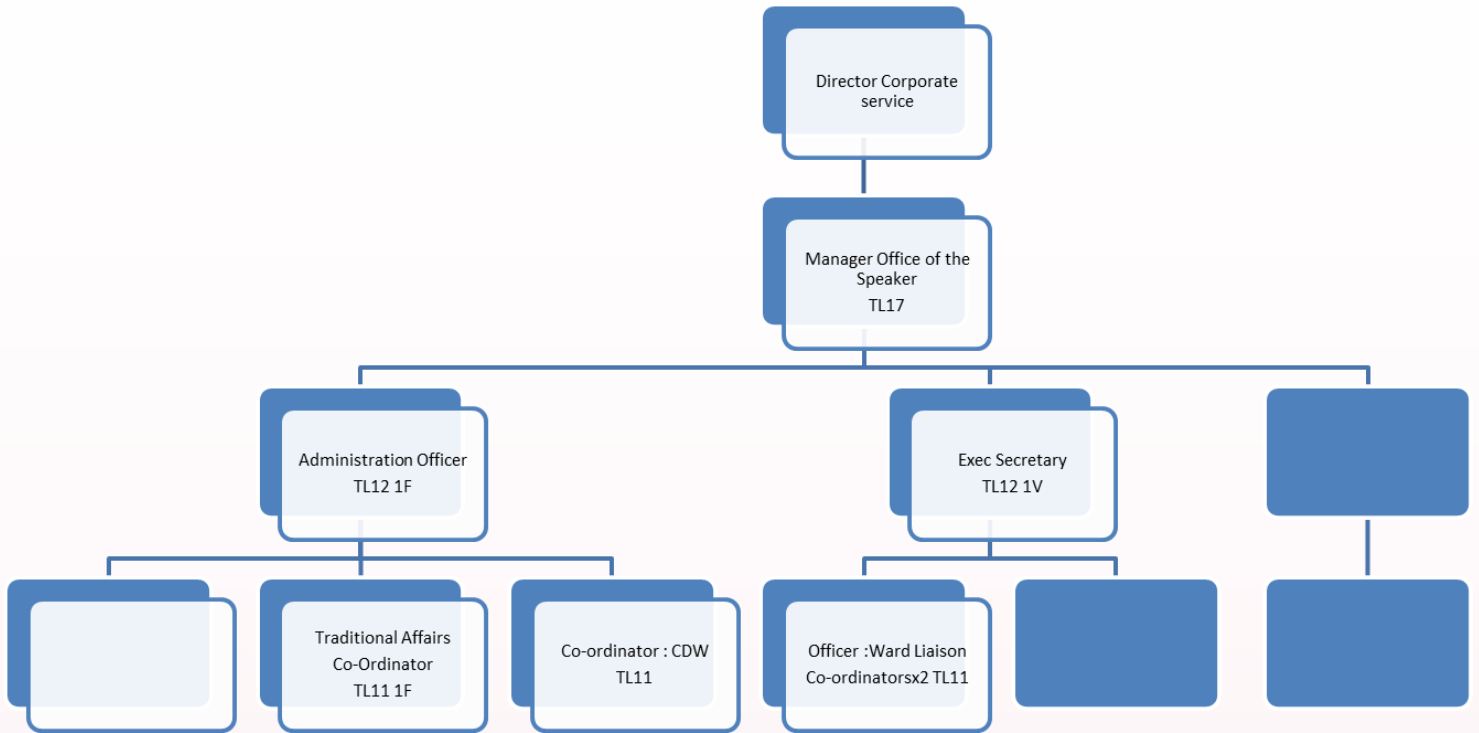 Director Corporate
service
Manager Office of the
Speaker
TL17
Administration Officer
TL12 1F
Exec Secretary
TL12 1V
Traditional Affairs
Co-Ordinator
TL11 1F
Co-ordinator : CDW
TL11
Officer :Ward Liaison
Co-ordinatorsx2 TL11